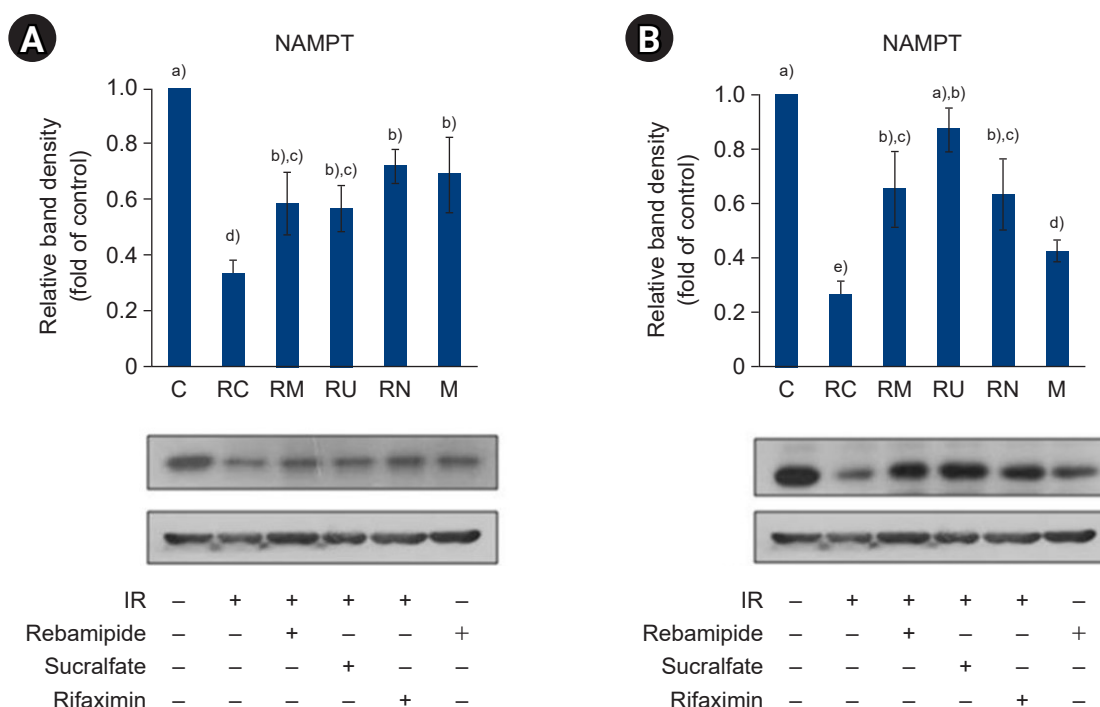 A
NAMPT
Relative band density
(fold of control)
1.0
0.8
0.6
0.4
0.2
0
a)
d)
b),c)
b),c)
b)
b)
C RC RM RU RN M
IR – + + + + –
Rebamipide – – + – – +
Sucralfate – – – + – –
Rifaximin – – – – + –
B
NAMPT
Relative band density
(fold of control)
1.0
0.8
0.6
0.4
0.2
0
a)
e)
b),c)
a),b)
b),c)
d)
C RC RM RU RN M
IR – + + + + –
Rebamipide – – + – – +
Sucralfate – – – + – –
Rifaximin – – – – + –